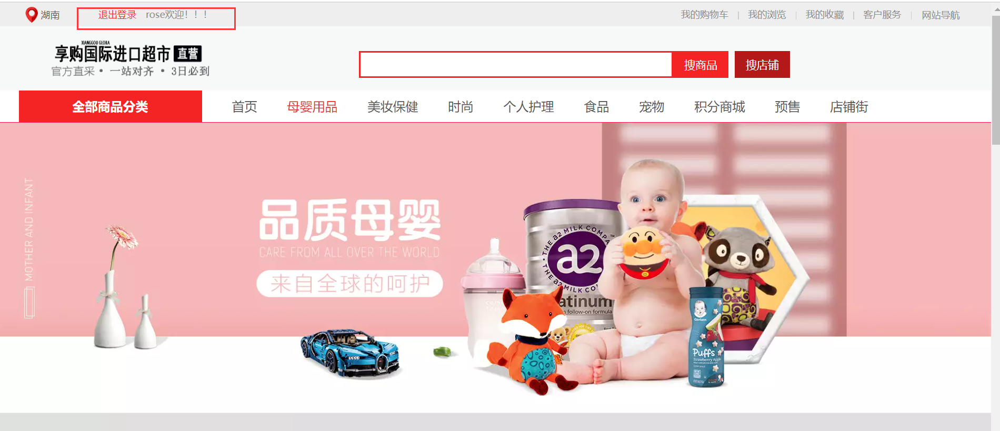 湖南 退出登录 rose欢迎！！！ 我的购物车 | 我的浏览 | 我的收藏 | 客户服务 | 网站导航
XIANGGOU GLOBA
享购国际进口超市 直营
官方直采 • 一站对齐 • 3日必到
搜商品 搜店铺
全部商品分类 首页 母婴用品 美妆保健 时尚 个人护理 食品 宠物 积分商城 预售 店铺街
MOTHER AND INFANT
品质母婴
CARE FROM ALL OVER THE WORLD
来自全球的呵护
THE a2 MILK COMPA
a2
THE a2 MILK CO
atinum
follow-on formula
Gerber
Puffs
Strawberry Apple